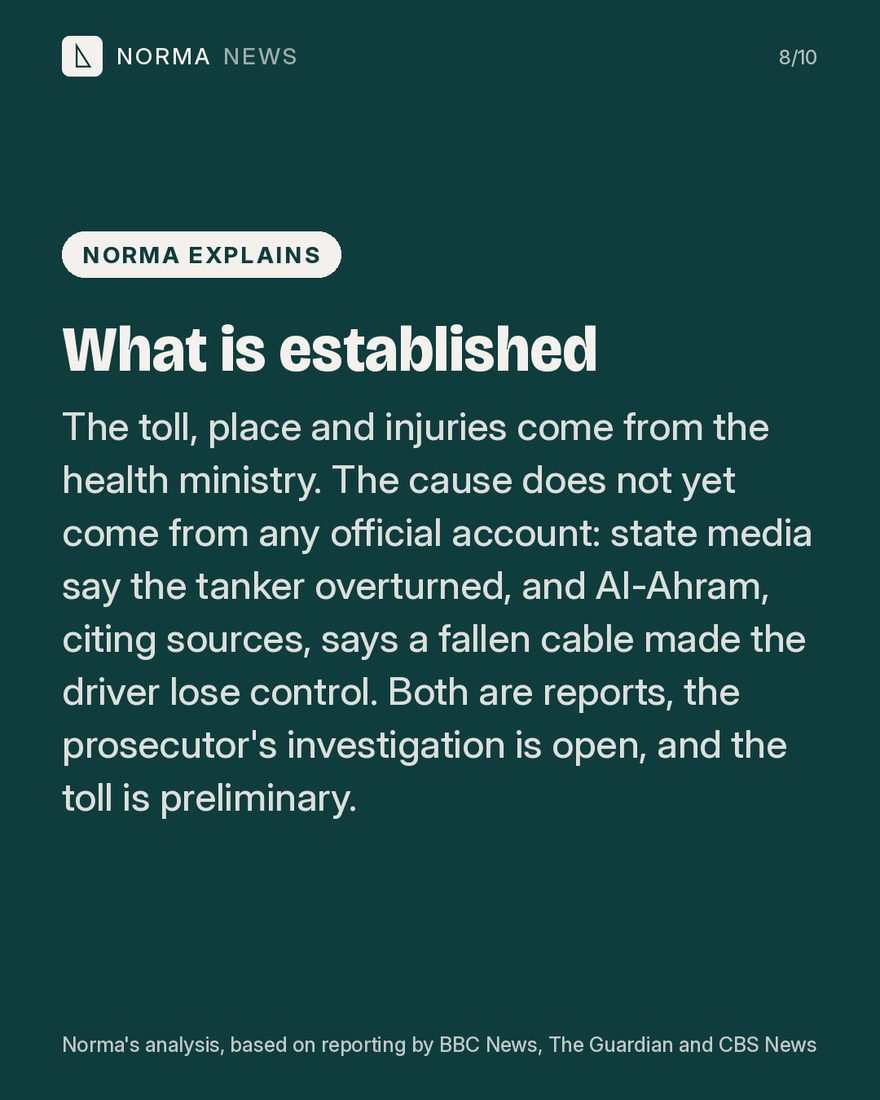 NORMA NEWS
8/10
NORMA EXPLAINS
What is established
The toll, place and injuries come from the
health ministry. The cause does not yet
come from any official account: state media
say the tanker overturned, and Al-Ahram,
citing sources, says a fallen cable made the
driver lose control. Both are reports, the
prosecutor's investigation is open, and the
toll is preliminary.
Norma's analysis, based on reporting by BBC News, The Guardian and CBS News